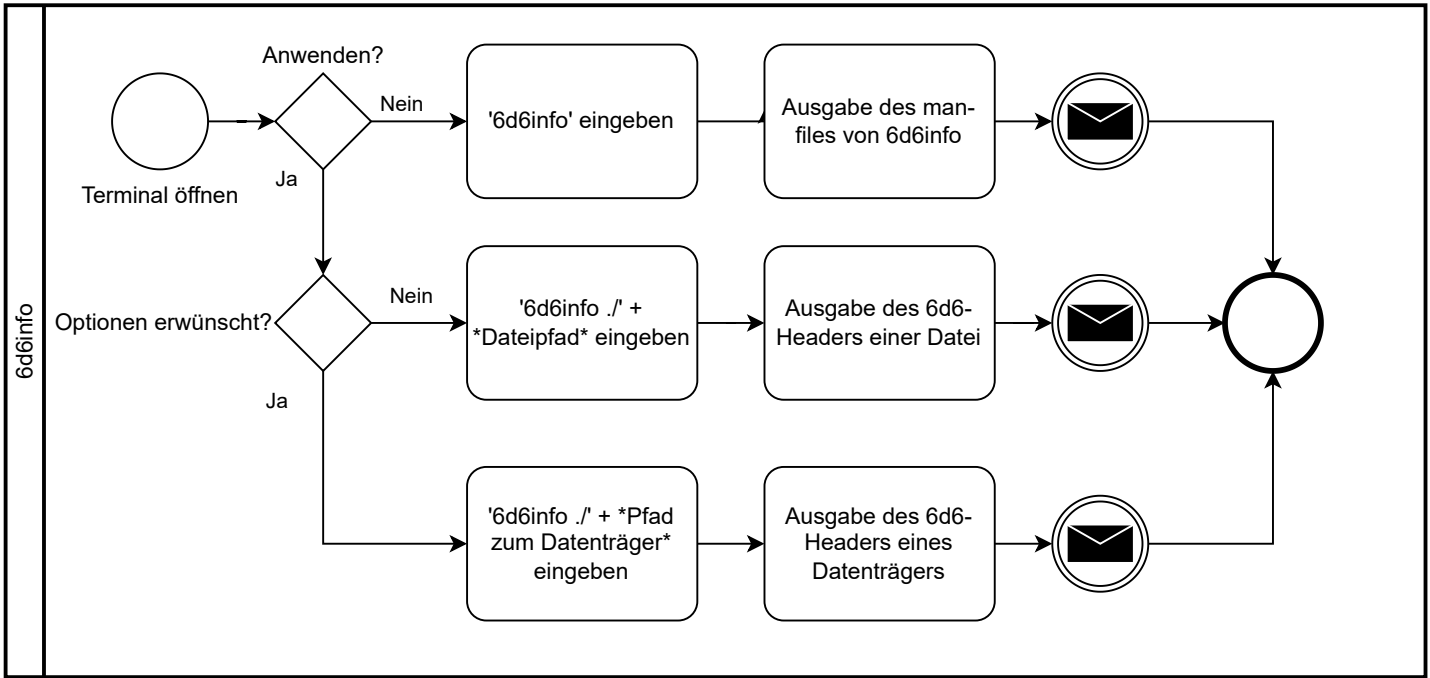 6d6info
Terminal öffnen
Anwenden?
Nein
Ja
'6d6info' eingeben
Ausgabe des man-
files von 6d6info
Optionen erwünscht?
Nein
Ja
'6d6info ./' +
*Dateipfad* eingeben
Ausgabe des 6d6-
Headers einer Datei
'6d6info ./' + *Pfad
zum Datenträger*
eingeben
Ausgabe des 6d6-
Headers eines
Datenträgers